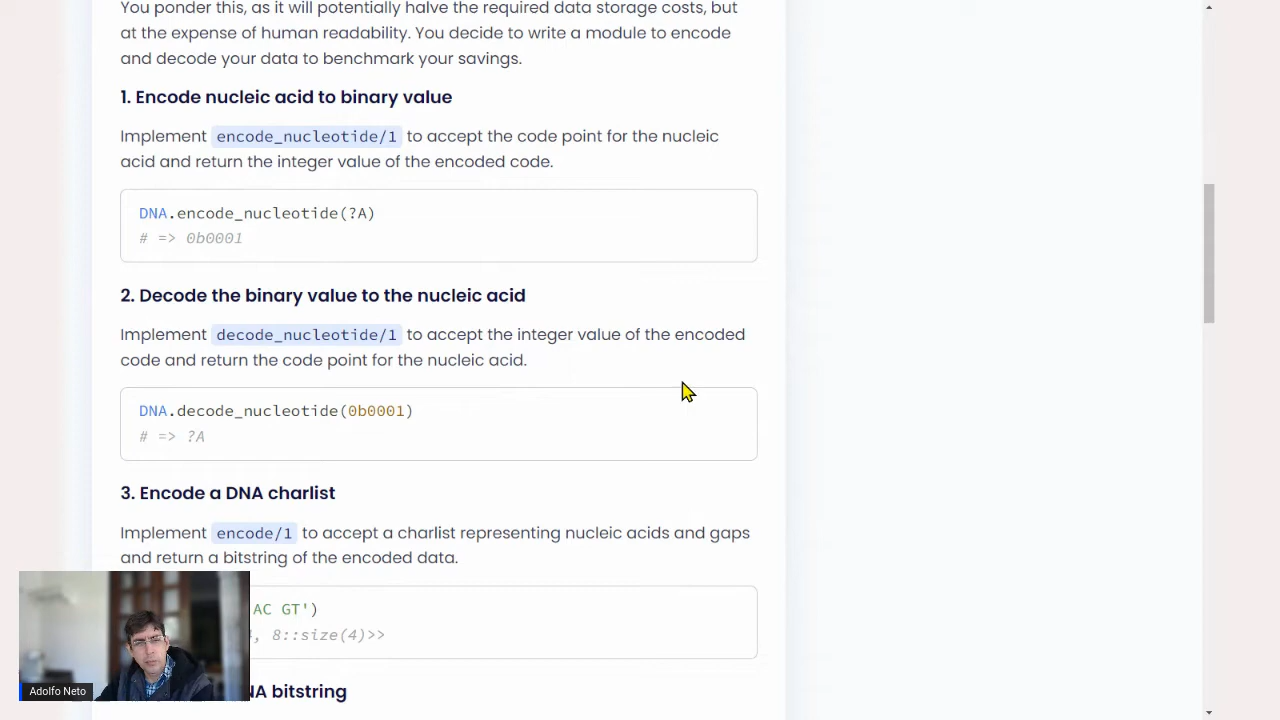 You ponder this, as it will potentially halve the required data storage costs, but
at the expense of human readability. You decide to write a module to encode
and decode your data to benchmark your savings.
1. Encode nucleic acid to binary value
Implement encode_nucleotide/1 to accept the code point for the nucleic
acid and return the integer value of the encoded code.
DNA.encode_nucleotide(?A)
# => 0b0001
2. Decode the binary value to the nucleic acid
Implement decode_nucleotide/1 to accept the integer value of the encoded
code and return the code point for the nucleic acid.
DNA.decode_nucleotide(0b0001)
# => ?A
3. Encode a DNA charlist
Implement encode/1 to accept a charlist representing nucleic acids and gaps
and return a bitstring of the encoded data.
AC GT')
, 8::size(4)>>
NA bitstring
Adolfo Neto